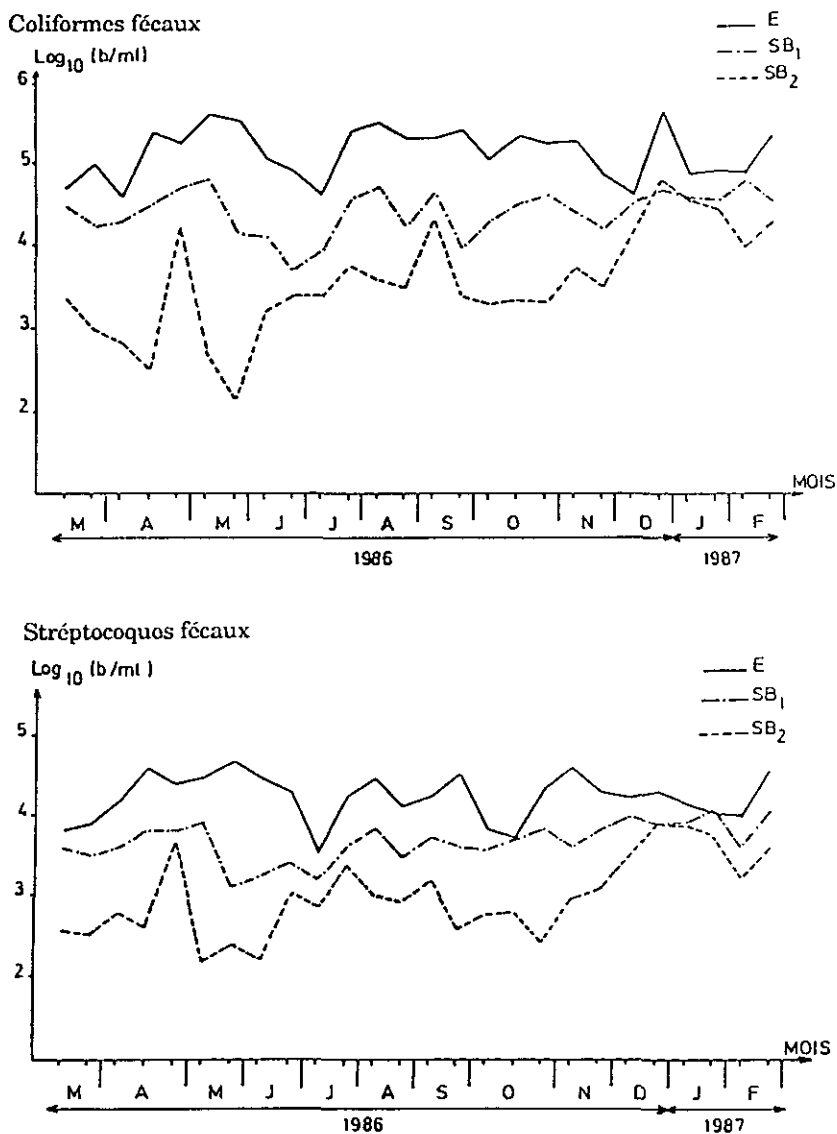 Coliformes fécaux
Log10 (b/ml)
E
SB1
SB2
6
5
4
3
2
MOIS
M A M J J A S O N D J F
1986 1987
Stréptocoquos fécaux
Log10 (b/ml)
E
SB1
SB2
5
4
3
2
MOIS
M A M J J A S O N D J F
1986 1987